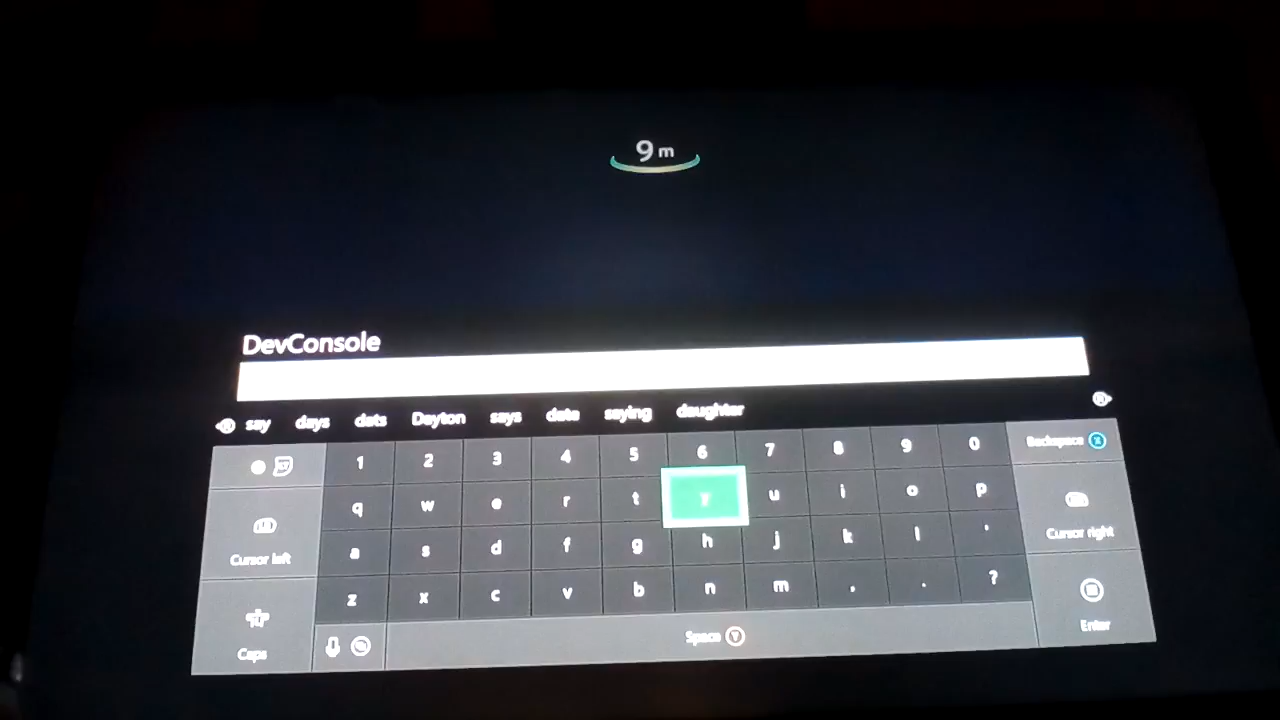 9 m
DevConsole
say days dats Dayton says date saying daughter
1 2 3 4 5 6 7 8 9 0 Backspace X
q w e r t y u i o p
a s d f g h j k l '
Cursor left Cursor right
z x c v b n m , . ?
Caps Space Y Enter